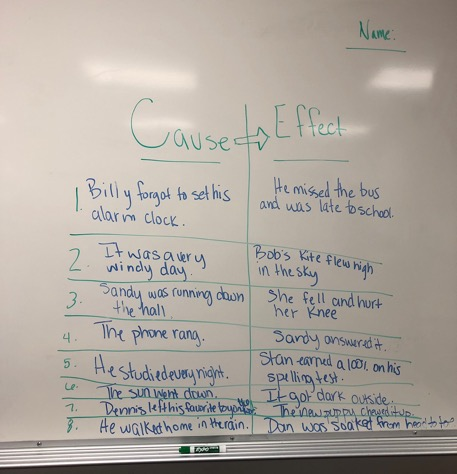 Name:
Cause ⇒ Effect
1. Billy forgot to set his
alarm clock.
He missed the bus
and was late to school.
2. It was a very
windy day.
Bob's kite flew high
in the sky
3. Sandy was running down
the hall.
She fell and hurt
her knee
4. The phone rang.
Sandy answered it.
5. He studied every night.
Stan earned a 100% on his
spelling test.
6. The sun went down.
It got dark outside.
7. Dennis left his favorite toy on the
The new puppy chewed it up.
8. He walked home in the rain.
Dan was soaked from head to toe
EXPO